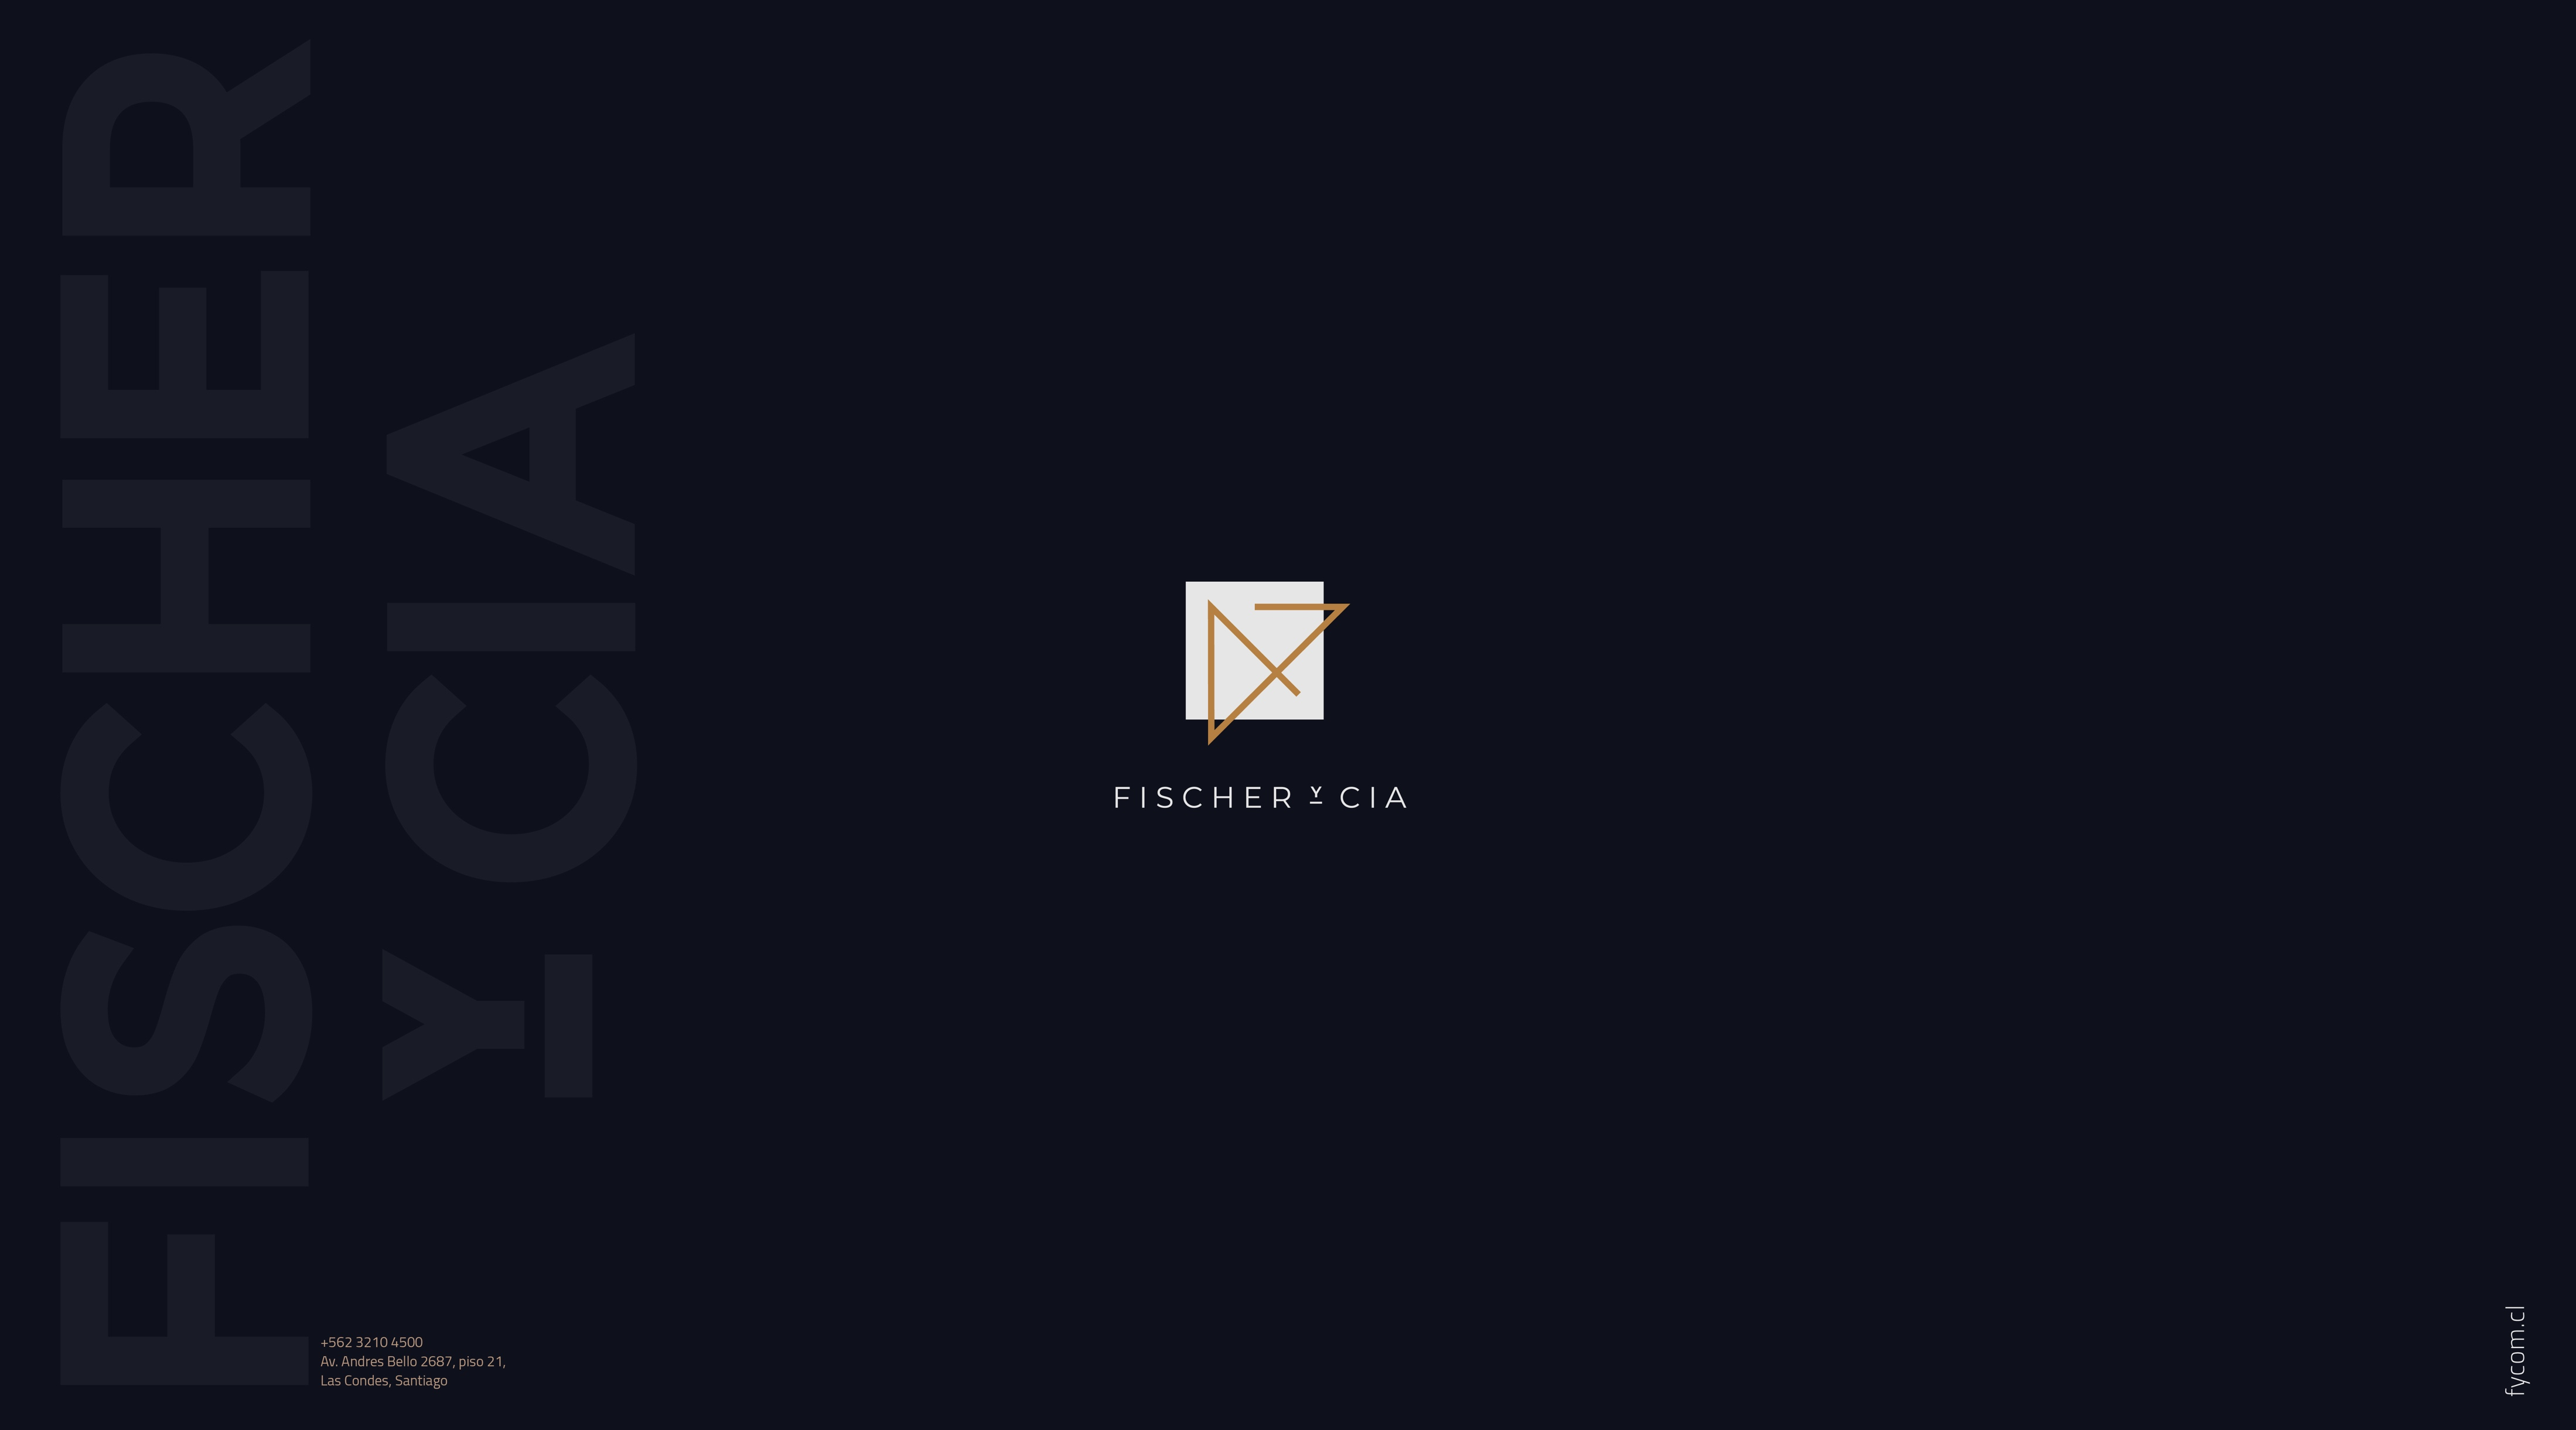 FISCHER
Y CIA
FISCHER Y CIA
+562 3210 4500
Av. Andres Bello 2687, piso 21,
Las Condes, Santiago
fycom.cl